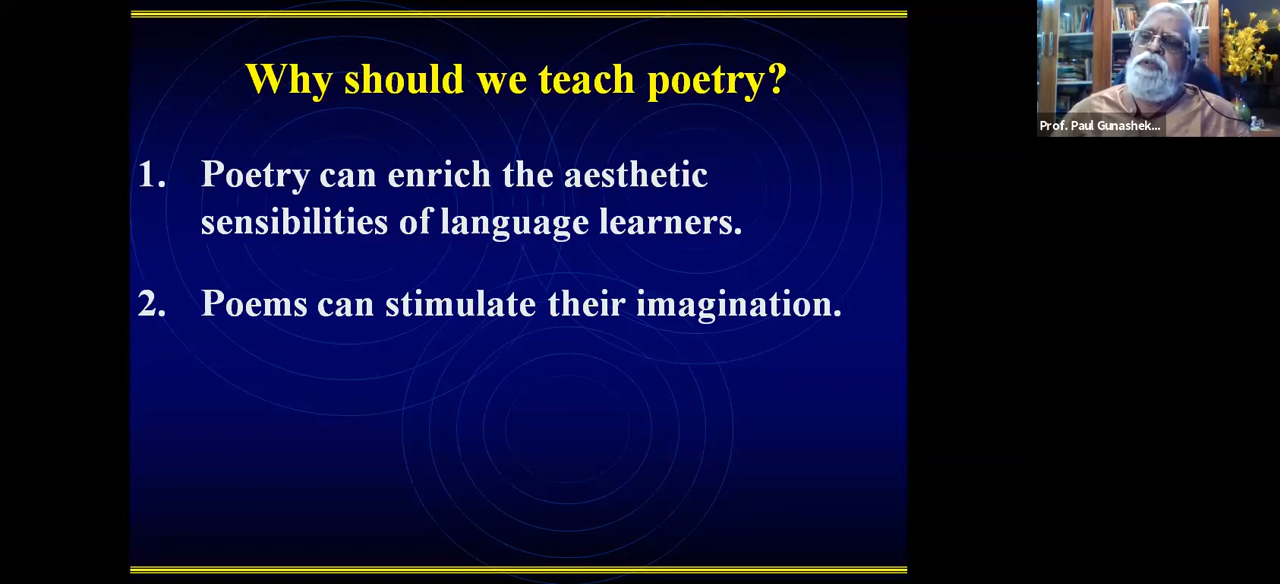 Why should we teach poetry?
1. Poetry can enrich the aesthetic
sensibilities of language learners.
2. Poems can stimulate their imagination.
Prof. Paul Gunashek...